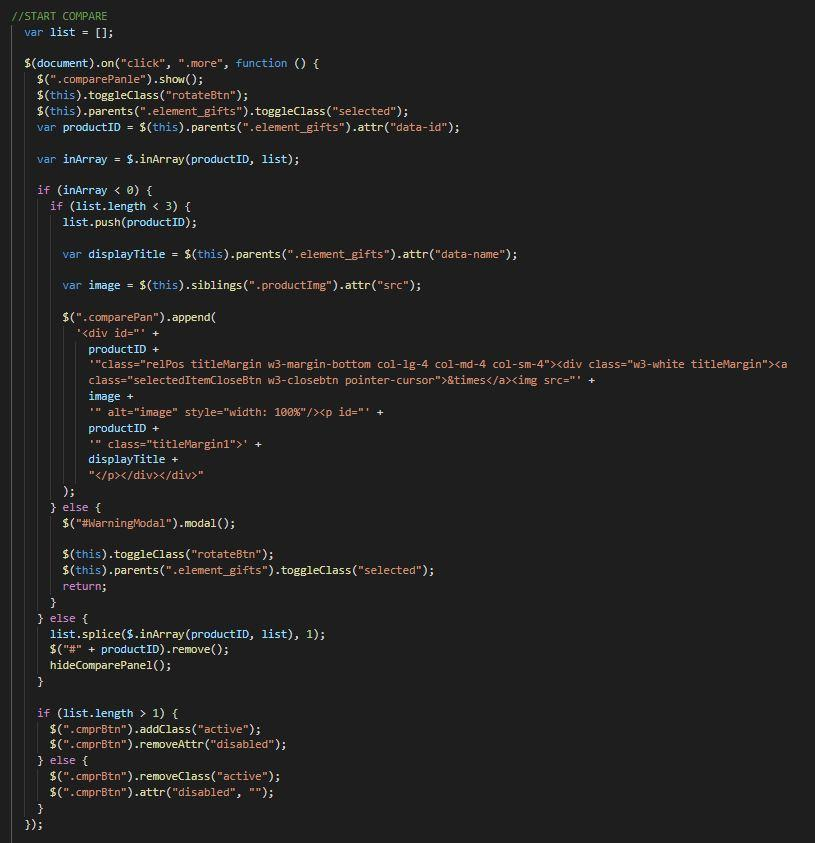 //START COMPARE
var list = [];
$(document).on("click", ".more", function () {
$(".comparePanle").show();
$(this).toggleClass("rotateBtn");
$(this).parents(".element_gifts").toggleClass("selected");
var productID = $(this).parents(".element_gifts").attr("data-id");
var inArray = $.inArray(productID, list);
if (inArray < 0) {
if (list.length < 3) {
list.push(productID);
var displayTitle = $(this).parents(".element_gifts").attr("data-name");
var image = $(this).siblings(".productImg").attr("src");
$(".comparePan").append(
'<div id="' +
productID +
'"class="relPos titleMargin w3-margin-bottom col-lg-4 col-md-4 col-sm-4"><div class="w3-white titleMargin"><a
class="selectedItemCloseBtn w3-closebtn pointer-cursor">&times</a><img src="' +
image +
'" alt="image" style="width: 100%"/><p id="' +
productID +
'" class="titleMargin1">' +
displayTitle +
"</p></div></div>"
);
} else {
$("#WarningModal").modal();
$(this).toggleClass("rotateBtn");
$(this).parents(".element_gifts").toggleClass("selected");
return;
}
} else {
list.splice($.inArray(productID, list), 1);
$("#" + productID).remove();
hideComparePanel();
}
if (list.length > 1) {
$(".cmprBtn").addClass("active");
$(".cmprBtn").removeAttr("disabled");
} else {
$(".cmprBtn").removeClass("active");
$(".cmprBtn").attr("disabled", "");
}
});